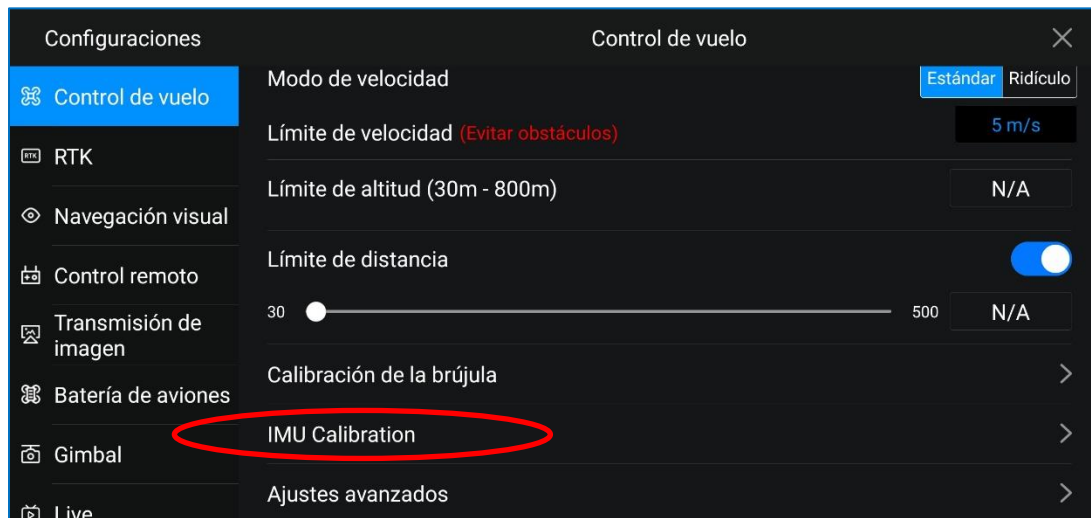 Configuraciones
Control de vuelo
Control de vuelo
RTK
RTK
Navegación visual
Control remoto
Transmisión de
imagen
Batería de aviones
Gimbal
Live
Modo de velocidad
Estándar Ridículo
Límite de velocidad (Evitar obstáculos)
5 m/s
Límite de altitud (30m - 800m)
N/A
Límite de distancia
30
500
N/A
Calibración de la brújula
IMU Calibration
Ajustes avanzados